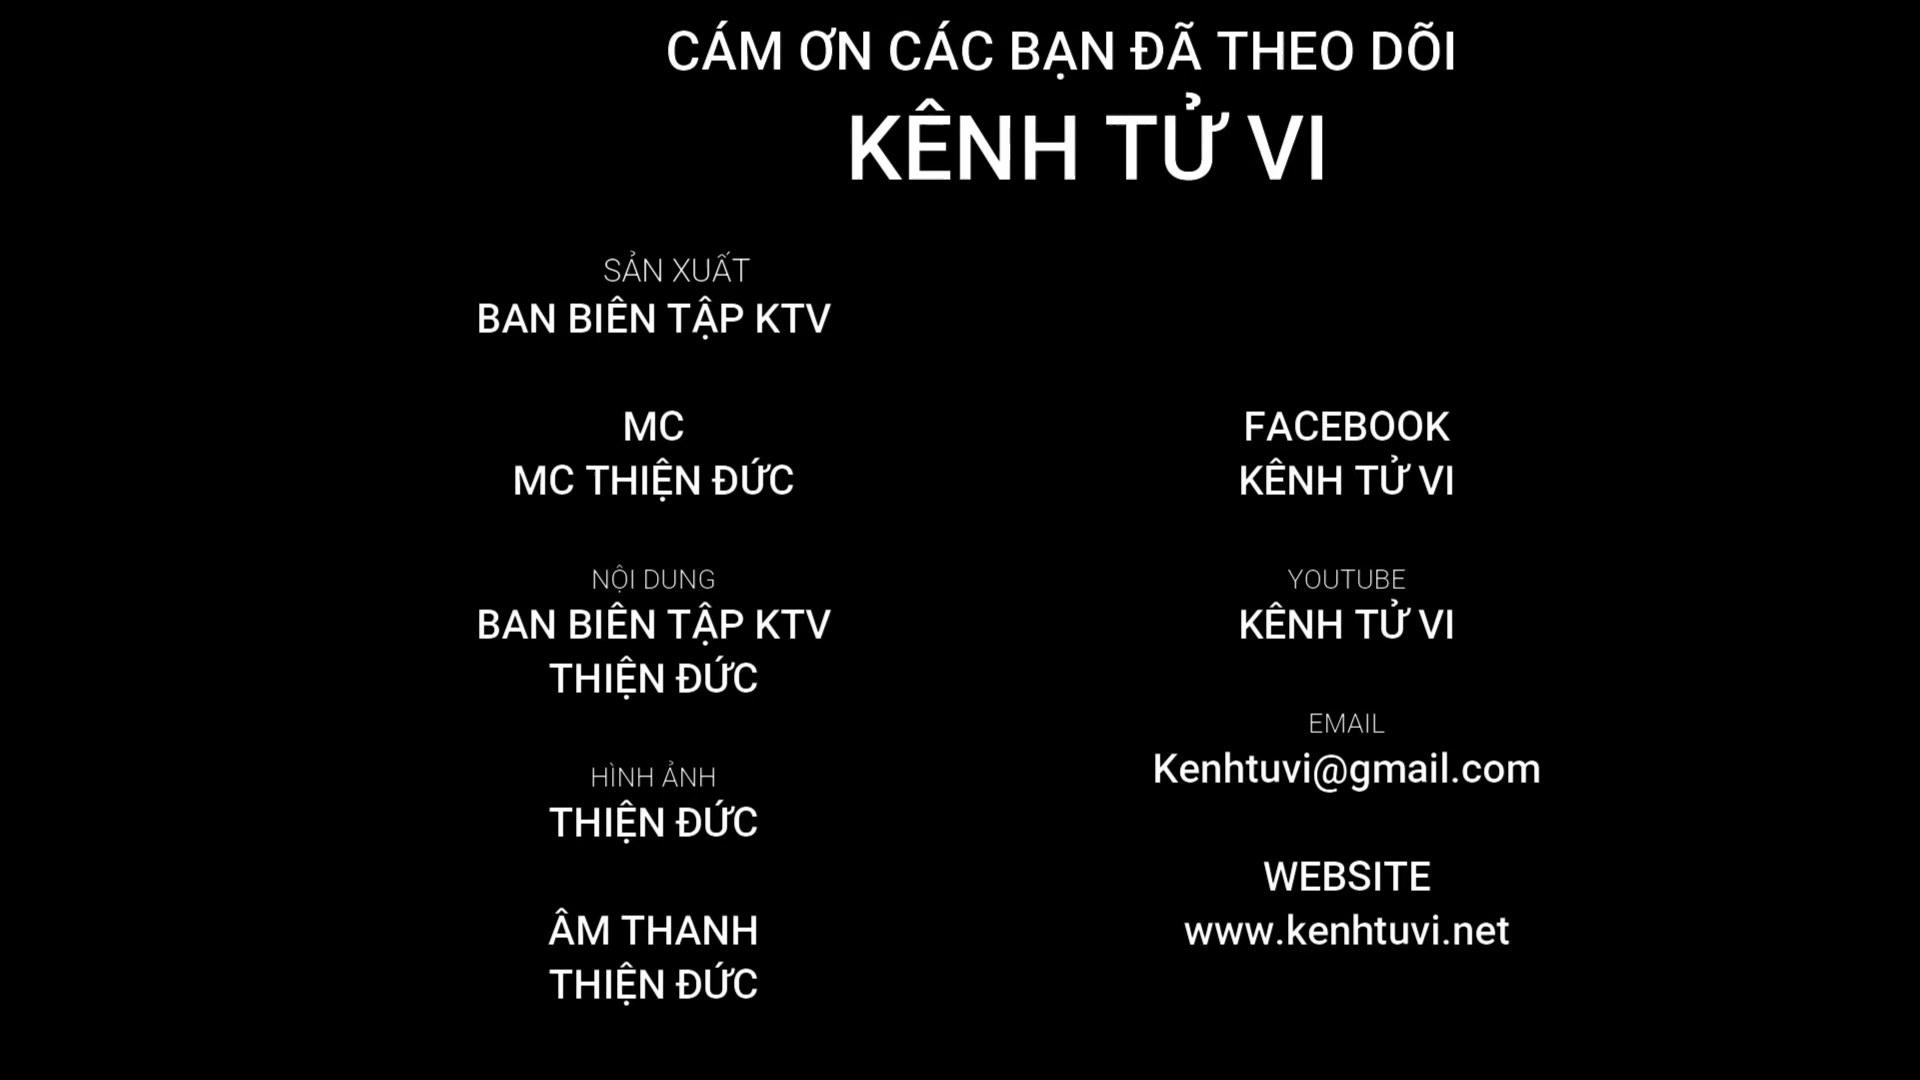 CÁM ƠN CÁC BẠN ĐÃ THEO DÕI
KÊNH TỬ VI
SẢN XUẤT
BAN BIÊN TẬP KTV
MC
MC THIỆN ĐỨC
NỘI DUNG
BAN BIÊN TẬP KTV
THIỆN ĐỨC
HÌNH ẢNH
THIỆN ĐỨC
ÂM THANH
THIỆN ĐỨC
FACEBOOK
KÊNH TỬ VI
YOUTUBE
KÊNH TỬ VI
EMAIL
Kenhtuvi@gmail.com
WEBSITE
www.kenhtuvi.net